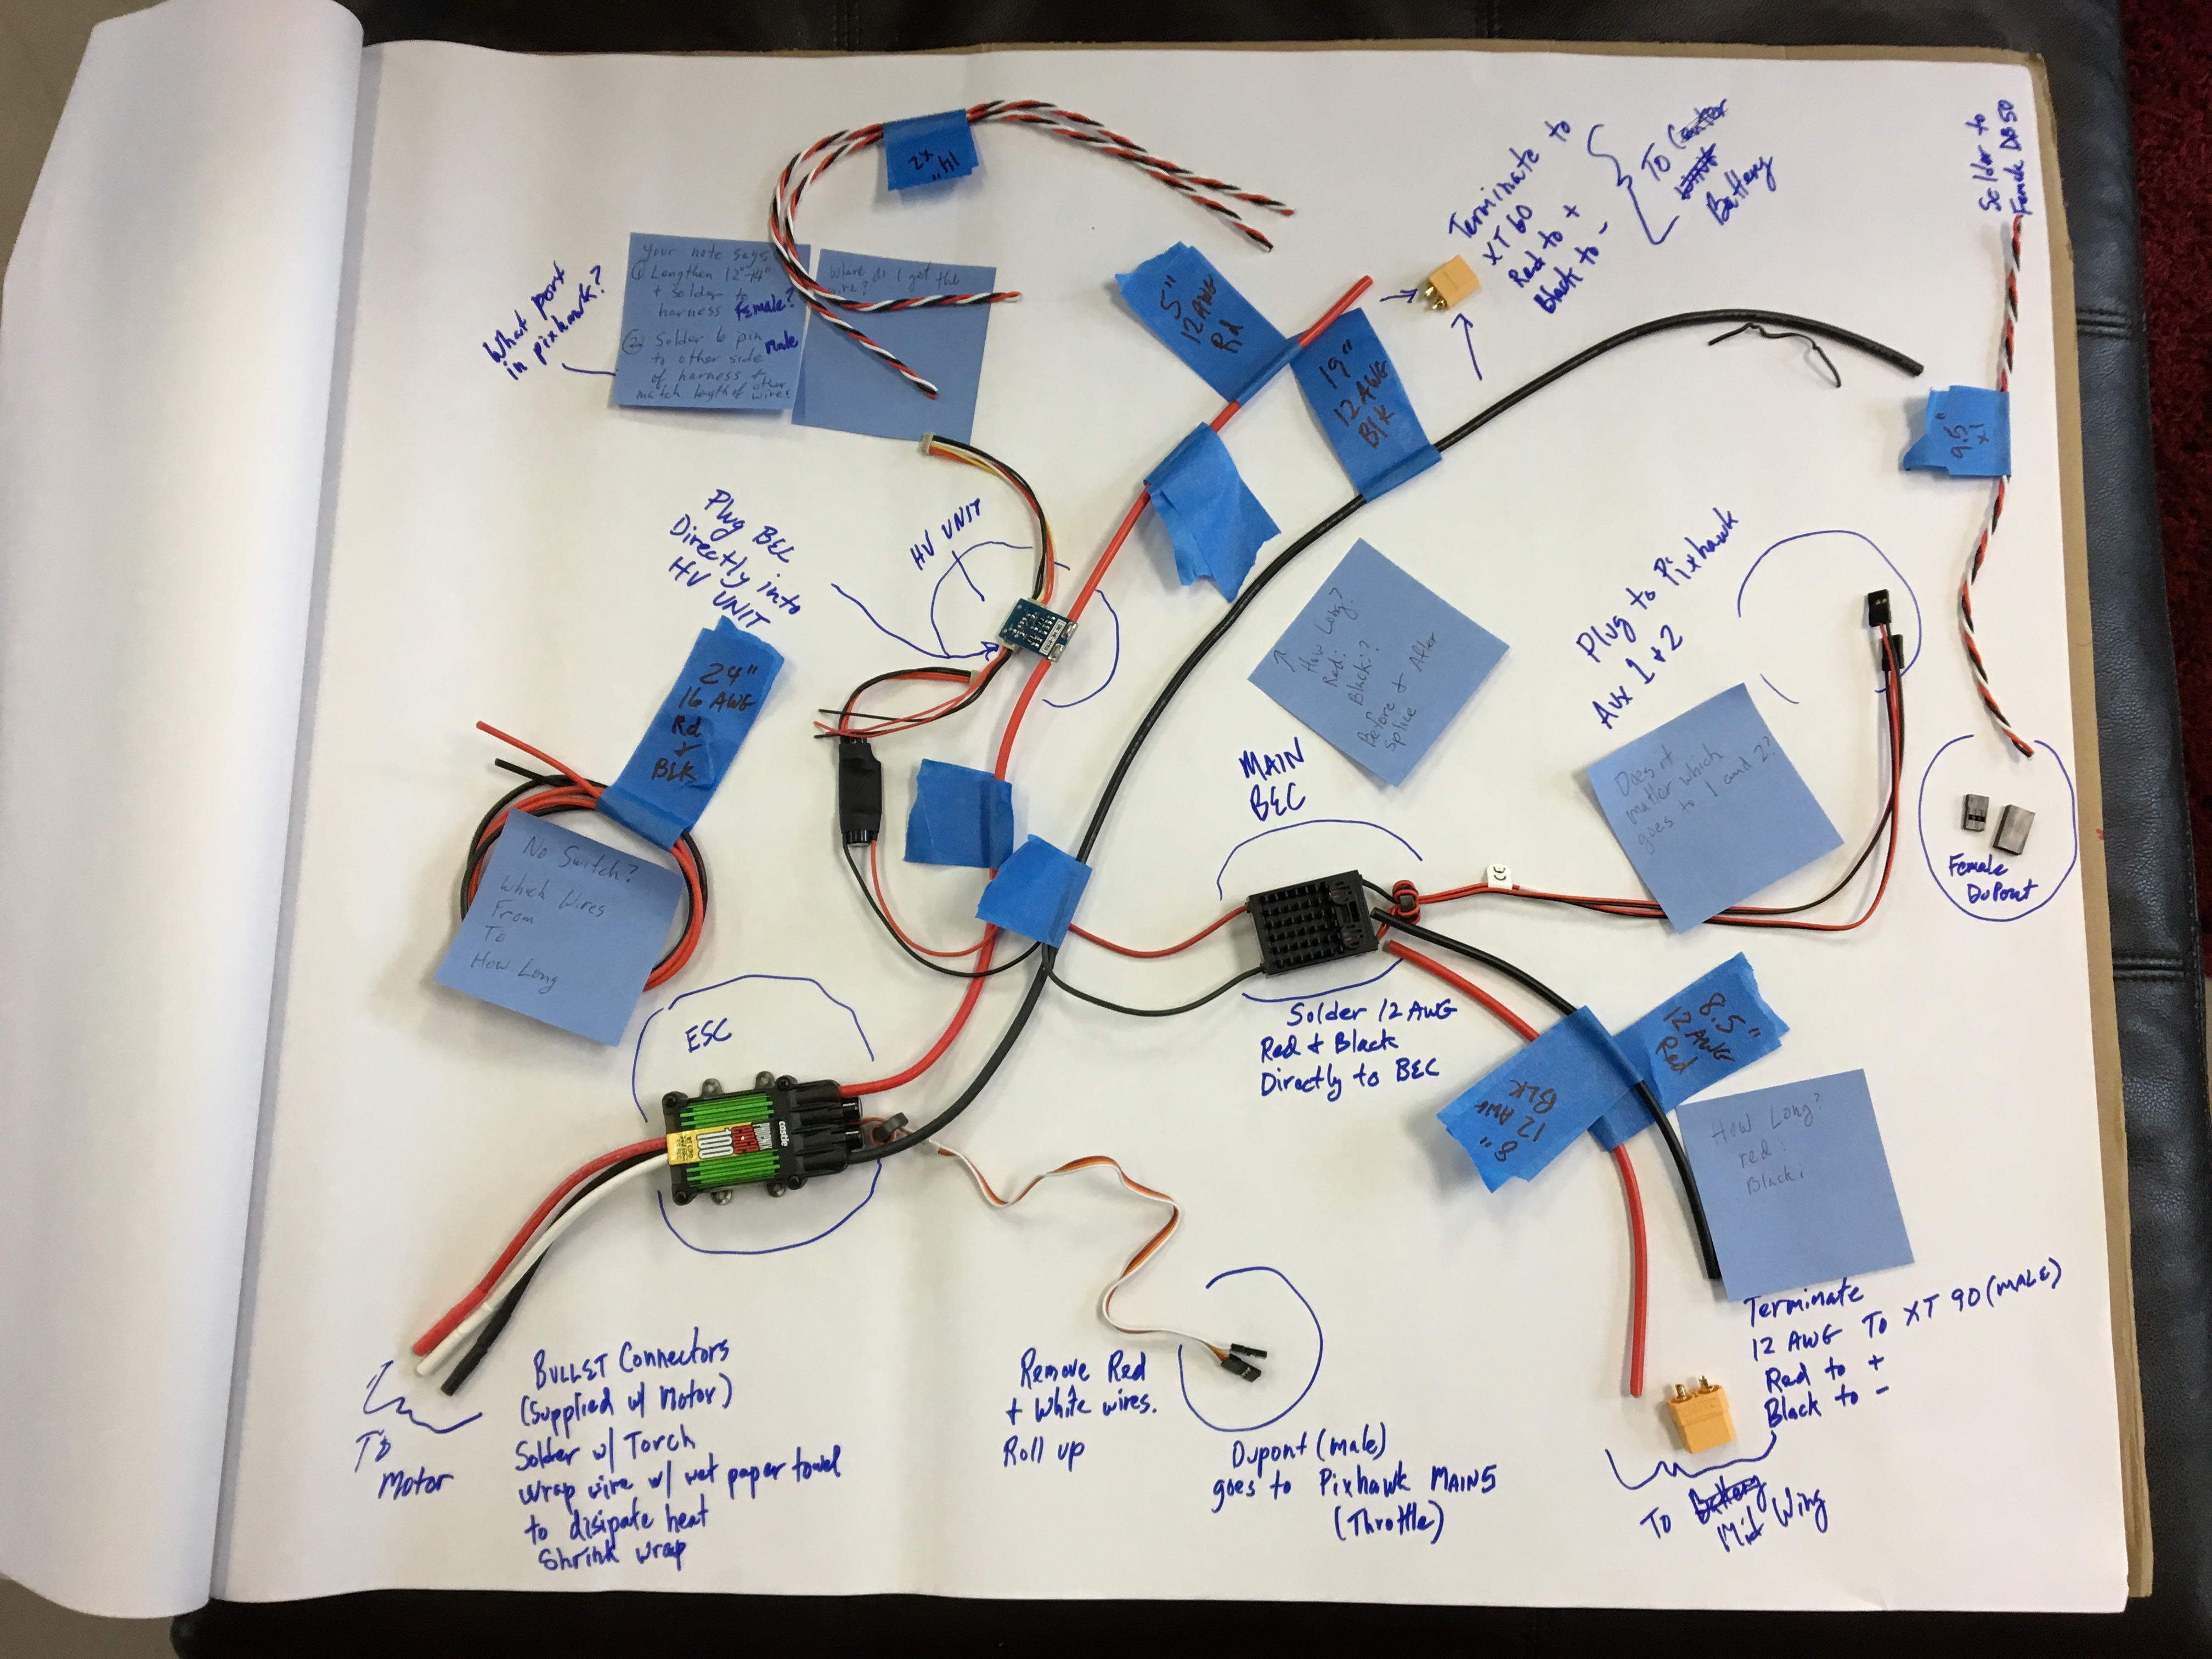 14"
x2
your note says
① Lengthen 12"-14"
+ solder to
harness Female?
② Solder 6 pin
to other side Male
of harness +
match length of other
wires
Where do I get the
wire?
What port
in pixhawk?
5"
12 AWG
Rd
19"
12 AWG
Blk
Terminate to
XT 60
Red to +
Black to -
To
Battery
Solder to
Female DB50
9.5"
x1
Plug BEC
Directly into
HV UNIT
HV UNIT
How Long?
Red:
Black:?
Before + After
Splice
Plug to Pixhawk
Aux 1 + 2
Does it
matter which
goes to 1 and 2?
Female
DuPont
24"
16 AWG
Rd
+
BLK
No Switch?
Which Wires
From
To
How Long
MAIN
BEC
CE
Solder 12 AWG
Red + Black
Directly to BEC
8.5"
12 AWG
Red
8"
12 AWG
BLK
How Long?
red:
Black:
ESC
castle
PHOENIX
EDGE
100
Terminate
12 AWG To XT 90 (MALE)
Red to +
Black to -
To Battery
Mid Wing
To
Motor
BULLET Connectors
(Supplied w/ Motor)
Solder w/ Torch
Wrap wire w/ wet paper towel
to disipate heat
Shrink wrap
Remove Red
+ White wires.
Roll up
Dupont (male)
goes to Pixhawk MAIN5
(Throttle)